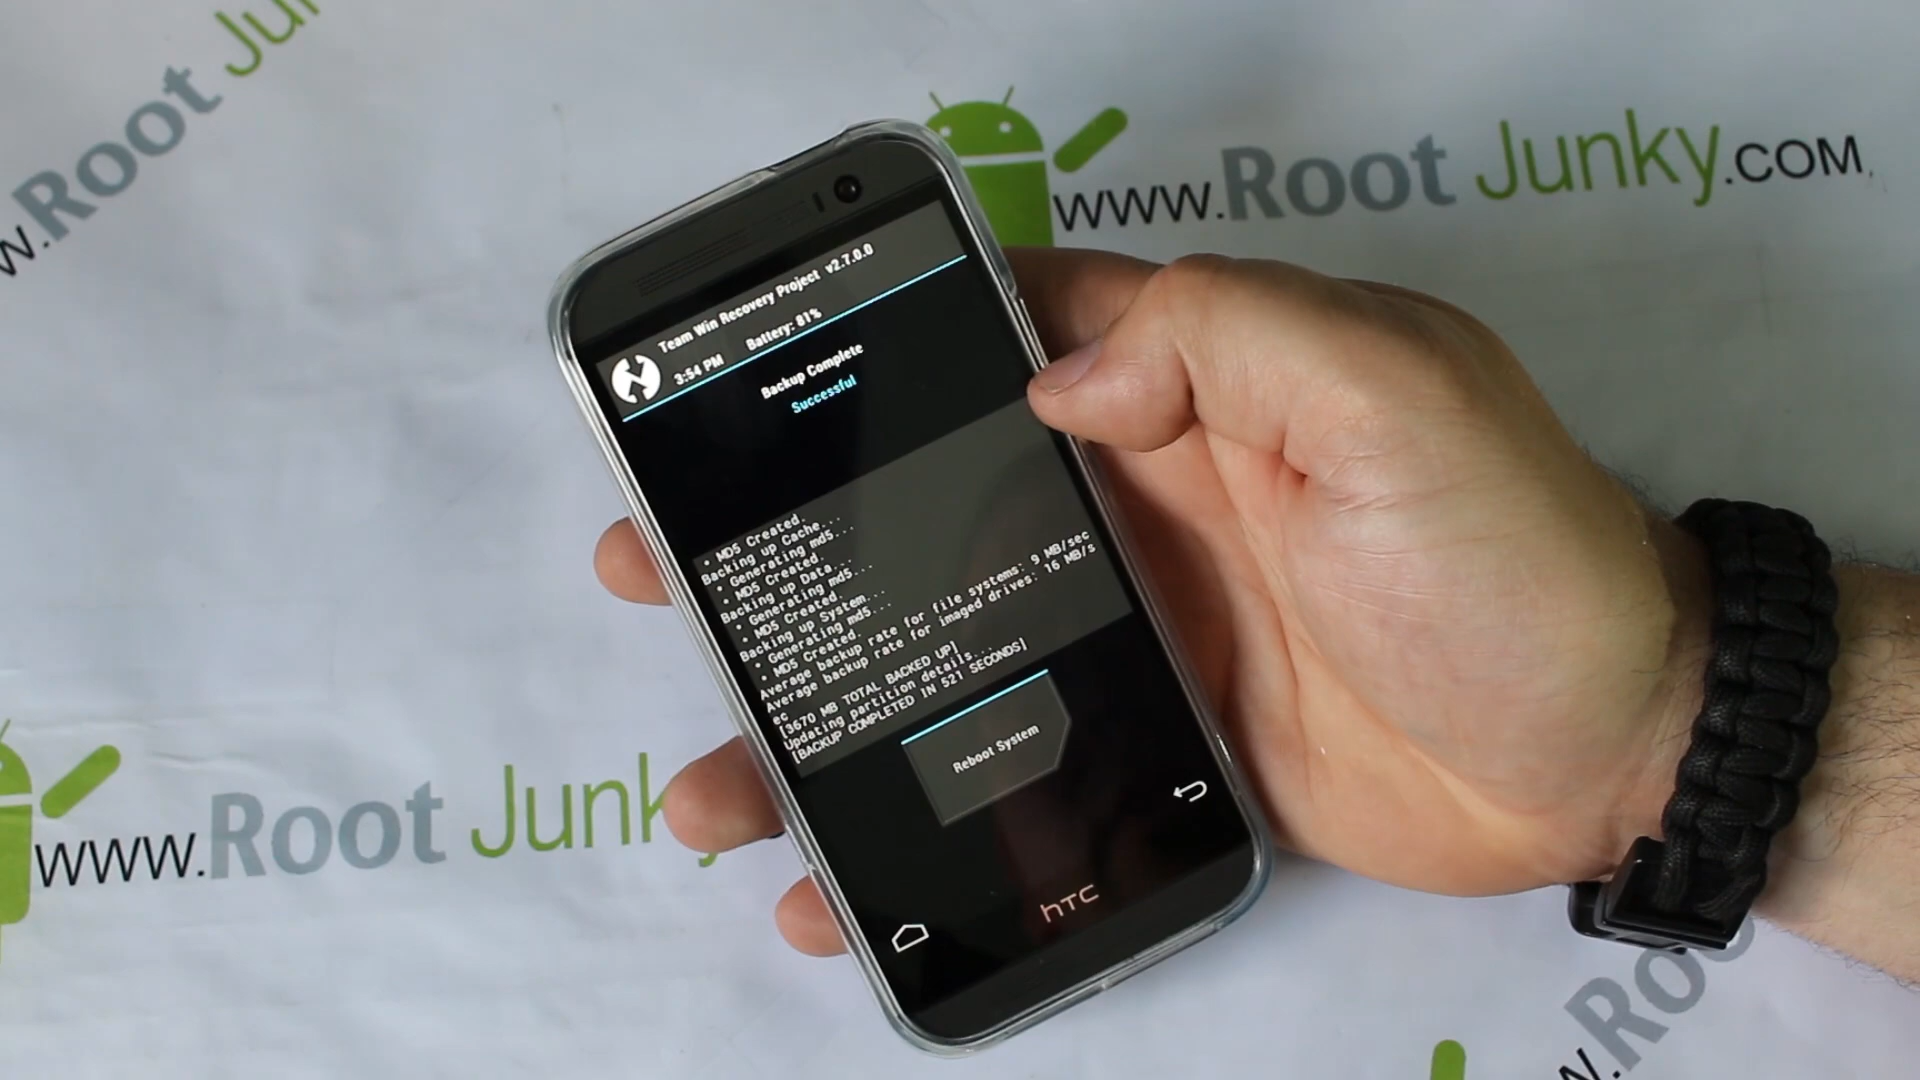 w.Root Jun
www.Root Junky.com
Team Win Recovery Project v2.7.0.0
3:54 PM Battery: 81%
Backup Complete
Successful
• MD5 Created.
Backing up Cache...
• Generating md5...
• MD5 Created.
Backing up Data...
• Generating md5...
• MD5 Created.
Backing up System...
• Generating md5...
• MD5 Created.
Average backup rate for file systems: 9 MB/sec
Average backup rate for imaged drives: 16 MB/s
ec
[3670 MB TOTAL BACKED UP]
Updating partition details...
[BACKUP COMPLETED IN 521 SECONDS]
Reboot System
hTC
www.Root Junky
w.Roo